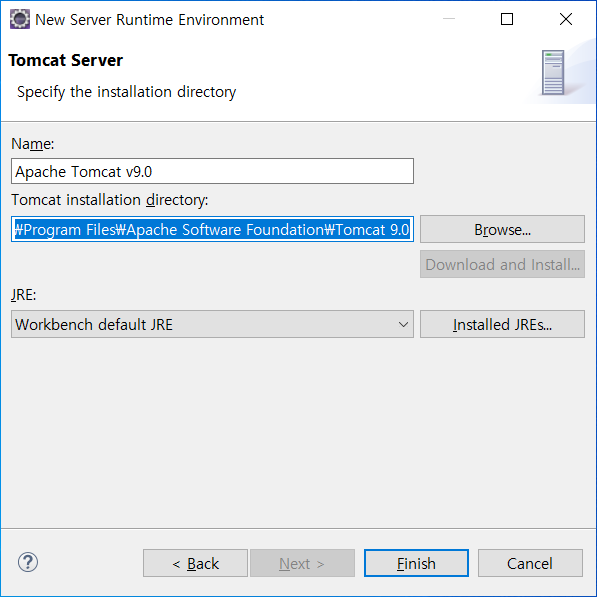 New Server Runtime Environment
Tomcat Server
Specify the installation directory
Name:
Apache Tomcat v9.0
Tomcat installation directory:
₩Program Files₩Apache Software Foundation₩Tomcat 9.0
Browse...
Download and Install...
JRE:
Workbench default JRE
Installed JREs...
?
< Back
Next >
Finish
Cancel